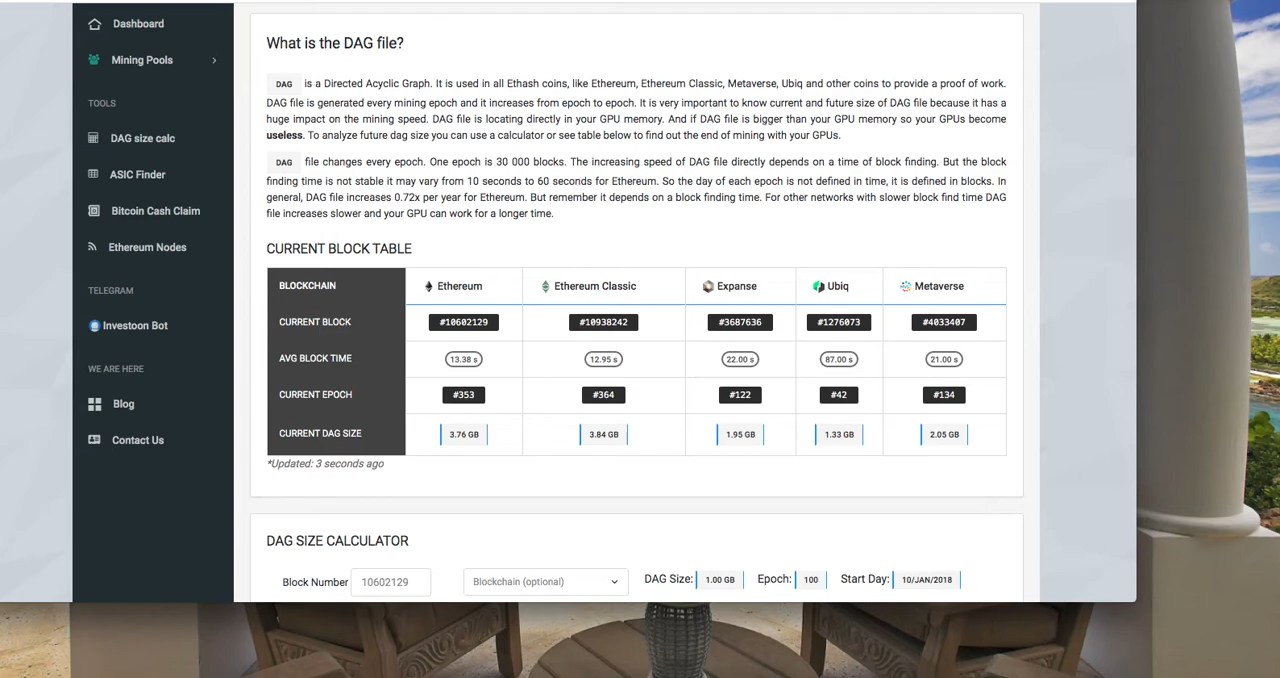 Dashboard
Mining Pools
TOOLS
DAG size calc
ASIC Finder
Bitcoin Cash Claim
Ethereum Nodes
TELEGRAM
Investoon Bot
WE ARE HERE
Blog
Contact Us
What is the DAG file?
DAG is a Directed Acyclic Graph. It is used in all Ethash coins, like Ethereum, Ethereum Classic, Metaverse, Ubiq and other coins to provide a proof of work.
DAG file is generated every mining epoch and it increases from epoch to epoch. It is very important to know current and future size of DAG file because it has a
huge impact on the mining speed. DAG file is locating directly in your GPU memory. And if DAG file is bigger than your GPU memory so your GPUs become
useless. To analyze future dag size you can use a calculator or see table below to find out the end of mining with your GPUs.
DAG file changes every epoch. One epoch is 30 000 blocks. The increasing speed of DAG file directly depends on a time of block finding. But the block
finding time is not stable it may vary from 10 seconds to 60 seconds for Ethereum. So the day of each epoch is not defined in time, it is defined in blocks. In
general, DAG file increases 0.72x per year for Ethereum. But remember it depends on a block finding time. For other networks with slower block find time DAG
file increases slower and your GPU can work for a longer time.
CURRENT BLOCK TABLE
BLOCKCHAIN Ethereum Ethereum Classic Expanse Ubiq Metaverse
CURRENT BLOCK #10602129 #10938242 #3687636 #1276073 #4033407
AVG BLOCK TIME 13.38 s 12.95 s 22.00 s 87.00 s 21.00 s
CURRENT EPOCH #353 #364 #122 #42 #134
CURRENT DAG SIZE 3.76 GB 3.84 GB 1.95 GB 1.33 GB 2.05 GB
*Updated: 3 seconds ago
DAG SIZE CALCULATOR
Block Number 10602129 Blockchain (optional) DAG Size: 1.00 GB Epoch: 100 Start Day: 10/JAN/2018